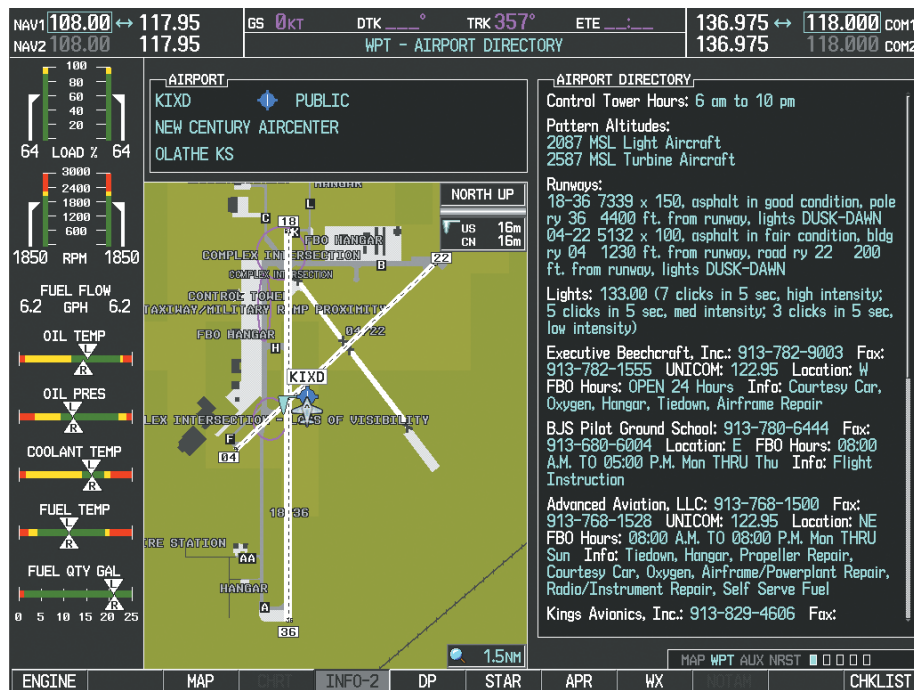 NAV1 108.00 ↔ 117.95
NAV2 108.00 117.95
GS 0KT DTK ___° TRK 357° ETE __:__
WPT - AIRPORT DIRECTORY
136.975 ↔ 118.000 COM1
136.975 118.000 COM2
100
80
60
40
20
64 LOAD % 64
3000
2400
1800
1200
600
1850 RPM 1850
FUEL FLOW
6.2 GPH 6.2
OIL TEMP
L
R
OIL PRES
L
R
COOLANT TEMP
L
R
FUEL TEMP
L
R
FUEL QTY GAL
L
R
0 5 10 15 20 25
AIRPORT
KIXD PUBLIC
NEW CENTURY AIRCENTER
OLATHE KS
NORTH UP
US 16m
CN 16m
HANGAR
L
C
18
K
FBO HANGAR
COMPLEX INTERSECTION
B
22
COMPLEX INTERSECTION
CONTROL TOWER
TAXIWAY/MILITARY RAMP PROXIMITY
04/22
FBO HANGAR
H
KIXD
LEX INTERSECTION - LOSS OF VISIBILITY
F
04
18/36
IRE STATION
AA
HANGAR
A
36
1.5NM
AIRPORT DIRECTORY
Control Tower Hours: 6 am to 10 pm
Pattern Altitudes:
2087 MSL Light Aircraft
2587 MSL Turbine Aircraft
Runways:
18-36 7339 x 150, asphalt in good condition, pole
ry 36 4400 ft. from runway, lights DUSK-DAWN
04-22 5132 x 100, asphalt in fair condition, bldg
ry 04 1230 ft. from runway, road ry 22 200
ft. from runway, lights DUSK-DAWN
Lights: 133.00 (7 clicks in 5 sec, high intensity;
5 clicks in 5 sec, med intensity; 3 clicks in 5 sec,
low intensity)
Executive Beechcraft, Inc.: 913-782-9003 Fax:
913-782-1555 UNICOM: 122.95 Location: W
FBO Hours: OPEN 24 Hours Info: Courtesy Car,
Oxygen, Hangar, Tiedown, Airframe Repair
BJS Pilot Ground School: 913-780-6444 Fax:
913-680-6004 Location: E FBO Hours: 08:00
A.M. TO 05:00 P.M. Mon THRU Thu Info: Flight
Instruction
Advanced Aviation, LLC: 913-768-1500 Fax:
913-768-1528 UNICOM: 122.95 Location: NE
FBO Hours: 08:00 A.M. TO 08:00 P.M. Mon THRU
Sun Info: Tiedown, Hangar, Propeller Repair,
Courtesy Car, Oxygen, Airframe/Powerplant Repair,
Radio/Instrument Repair, Self Serve Fuel
Kings Avionics, Inc.: 913-829-4606 Fax:
MAP WPT AUX NRST
ENGINE MAP CHRT INFO-2 DP STAR APR WX NOTAM CHKLIST